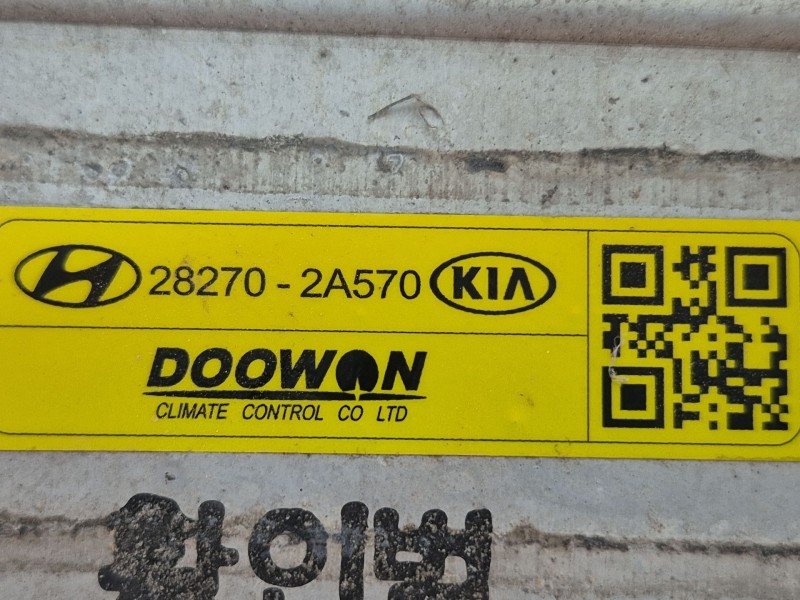 28270 - 2A570 KIA
DOOWON
CLIMATE CONTROL CO LTD